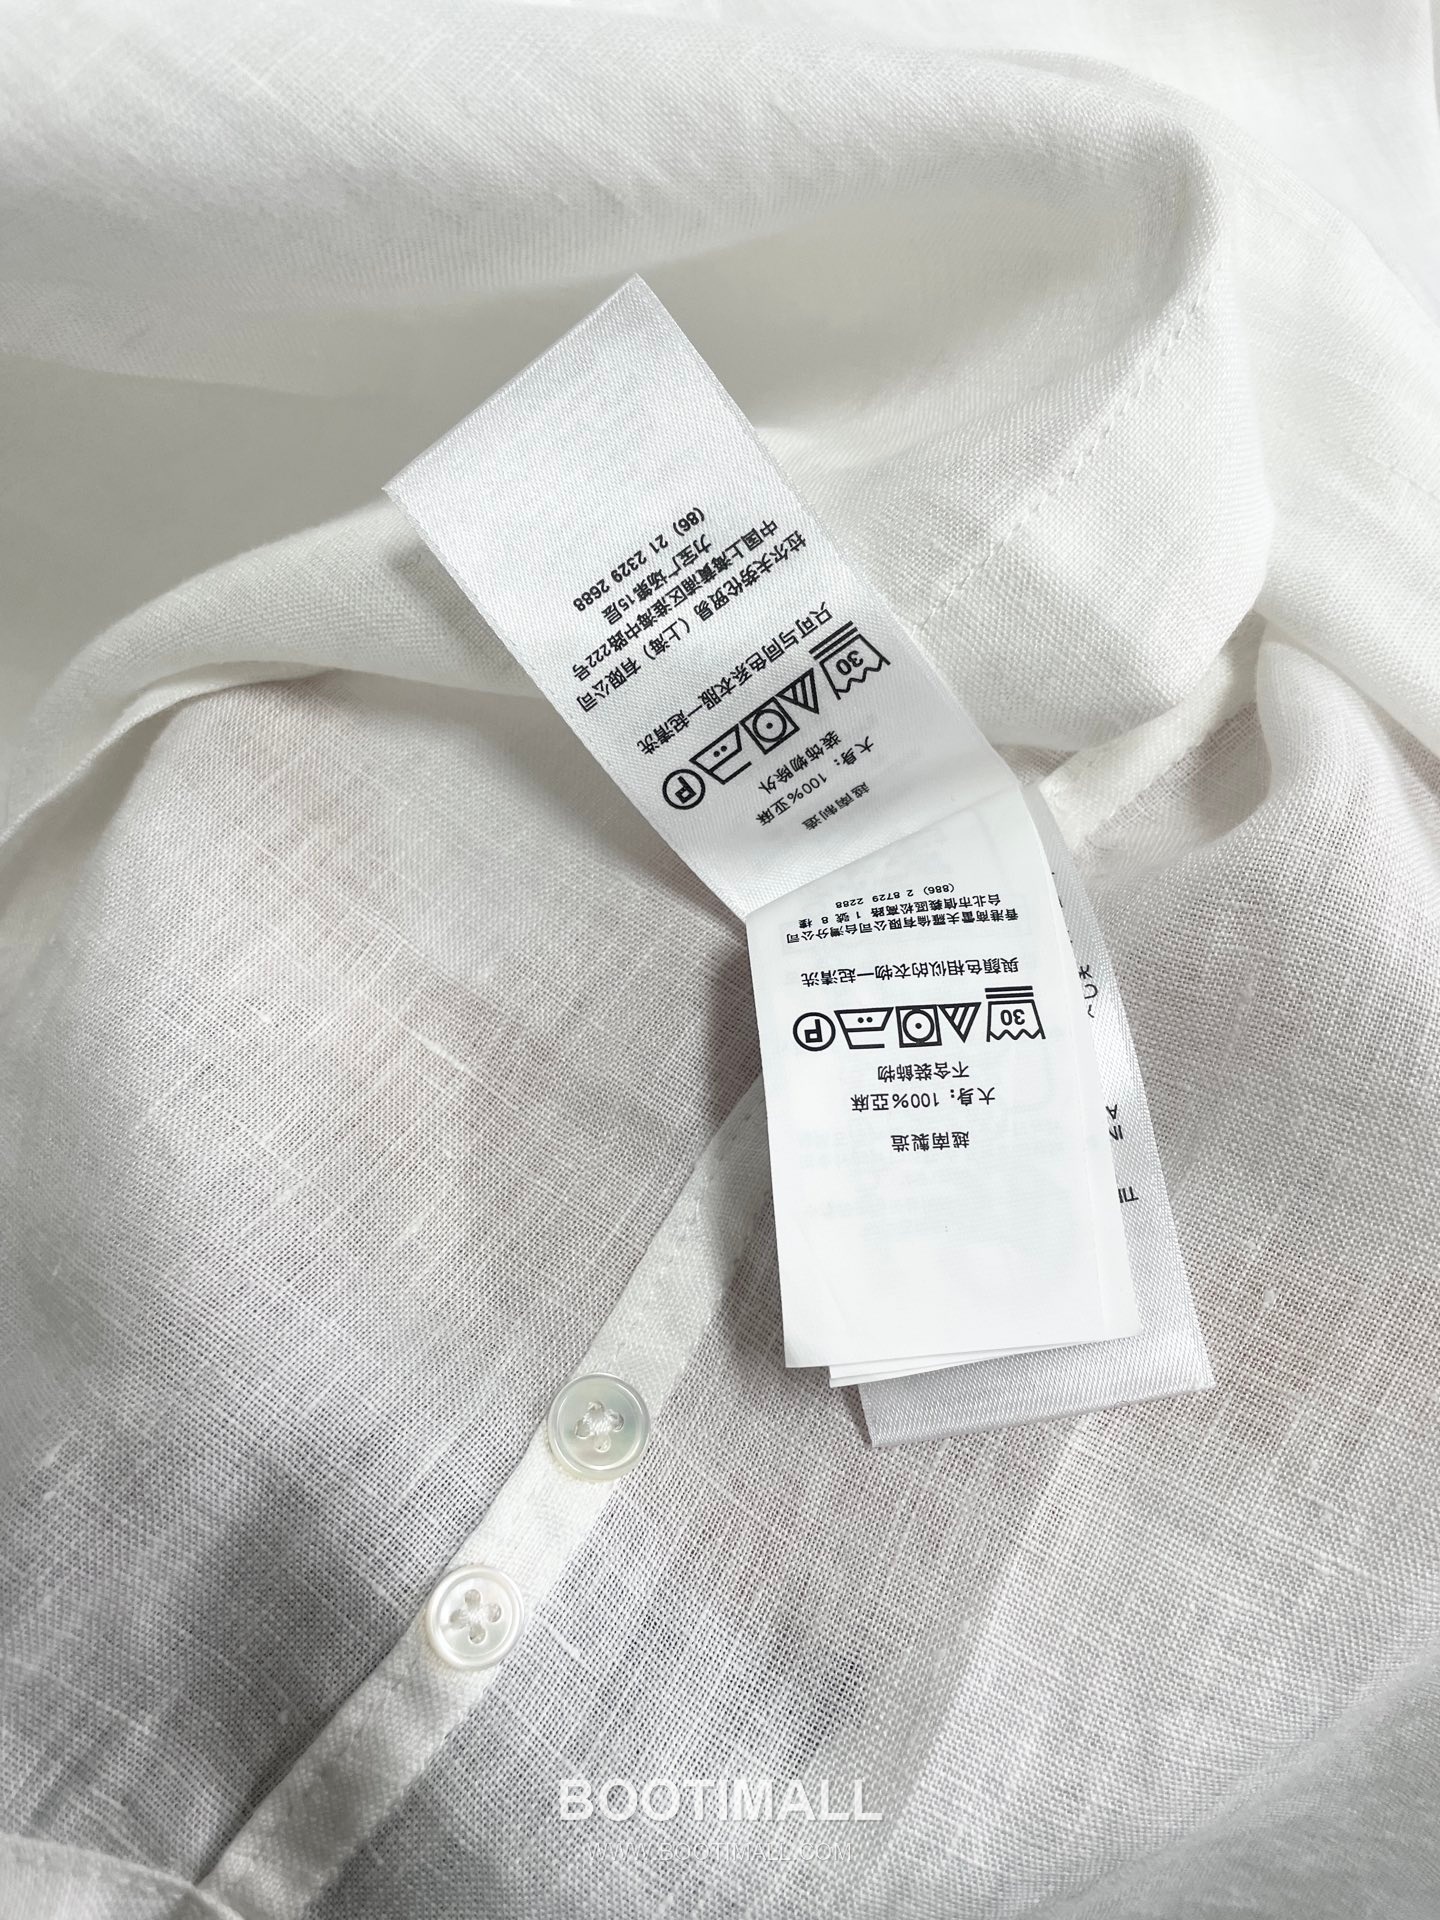 越南制造
大身：100%亚麻
装饰物除外
30 P
只可与同色系衣服一起清洗
拉尔夫劳伦贸易（上海）有限公司
中国上海黄浦区淮海中路222号
力宝广场第15层
(86) 21 2329 2688
越南製造
大身：100%亞麻
不含裝飾物
30 P
與顏色相似的衣物一起清洗
香港商雷夫羅倫有限公司台灣分公司
台北市信義區松高路 1 號 8 樓
(886) 2 8729 2288
BOOTIMALL
WWW.BOOTIMALL.COM